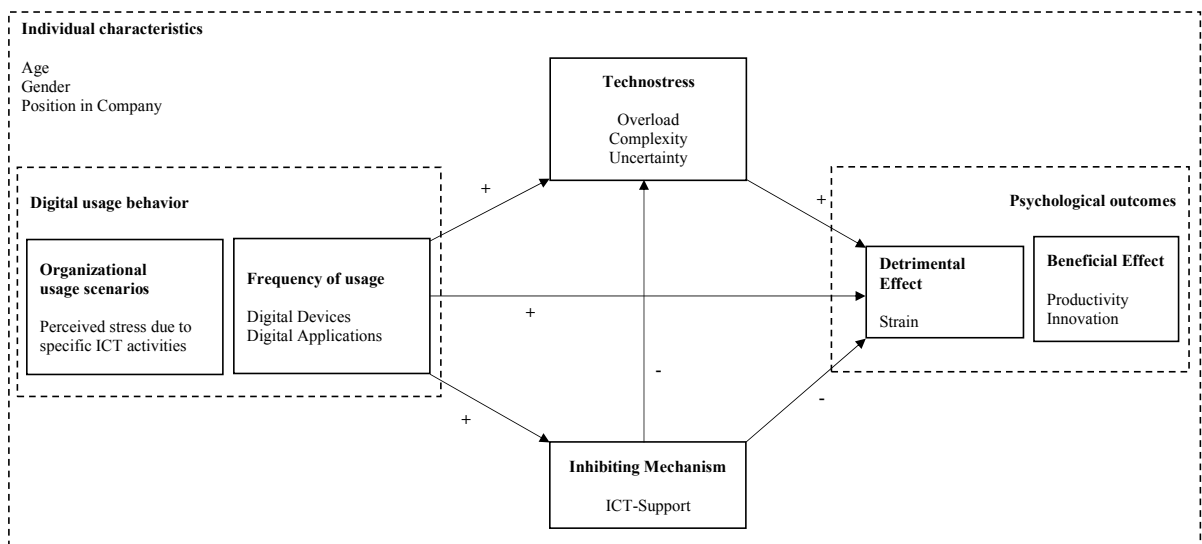 Individual characteristics
Age
Gender
Position in Company
Technostress
Overload
Complexity
Uncertainty
+
+
Digital usage behavior
Organizational
usage scenarios
Perceived stress due to
specific ICT activities
Frequency of usage
Digital Devices
Digital Applications
Psychological outcomes
Detrimental
Effect
Strain
Beneficial Effect
Productivity
Innovation
+
-
-
+
Inhibiting Mechanism
ICT-Support